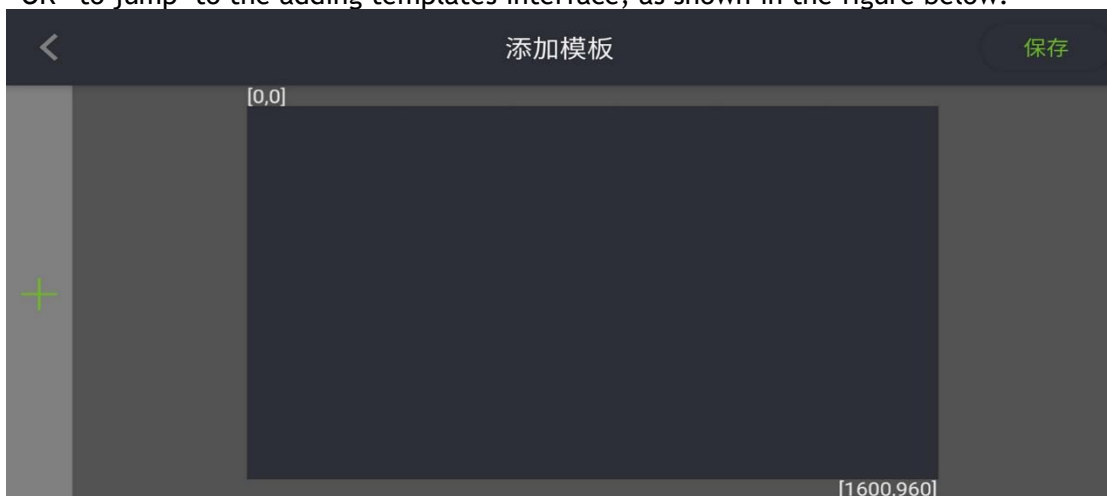 "OK" to jump to the adding templates interface, as shown in the figure below:
添加模板
保存
[0,0]
[1600,960]